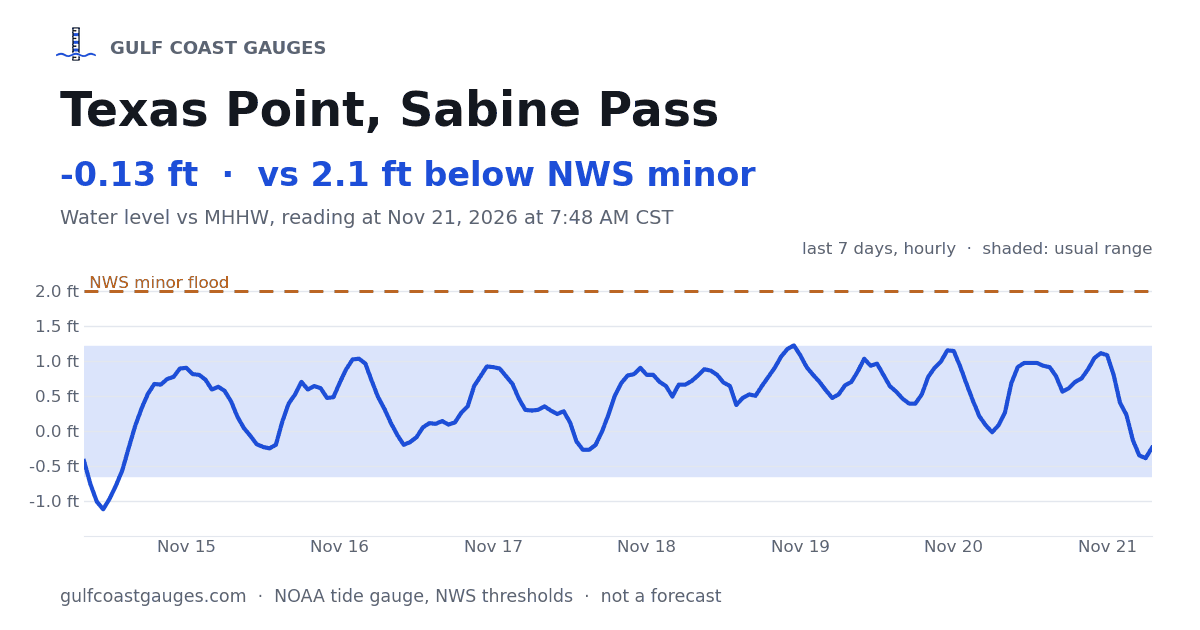 GULF COAST GAUGES
Texas Point, Sabine Pass
-0.13 ft · vs 2.1 ft below NWS minor
Water level vs MHHW, reading at Nov 21, 2026 at 7:48 AM CST
last 7 days, hourly · shaded: usual range
NWS minor flood
2.0 ft
1.5 ft
1.0 ft
0.5 ft
0.0 ft
-0.5 ft
-1.0 ft
Nov 15 Nov 16 Nov 17 Nov 18 Nov 19 Nov 20 Nov 21
gulfcoastgauges.com · NOAA tide gauge, NWS thresholds · not a forecast